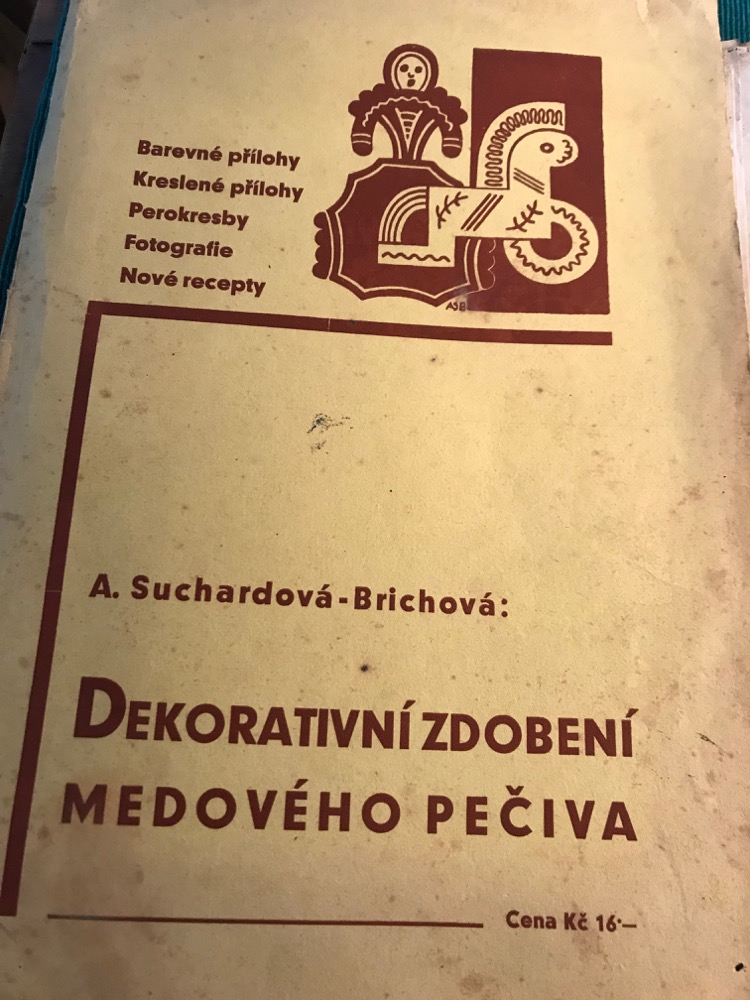 Barevné přílohy
Kreslené přílohy
Perokresby
Fotografie
Nové recepty
ASB
A. Suchardová-Brichová:
DEKORATIVNÍ ZDOBENÍ
MEDOVÉHO PEČIVA
Cena Kč 16·—